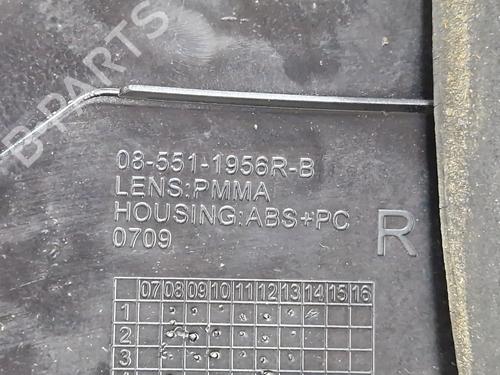 B-PARTS
08-551-1956R-B
LENS:PMMA
HOUSING:ABS+PC
0709
R
07 08 09 10 11 12 13 14 15 16
1
2
3